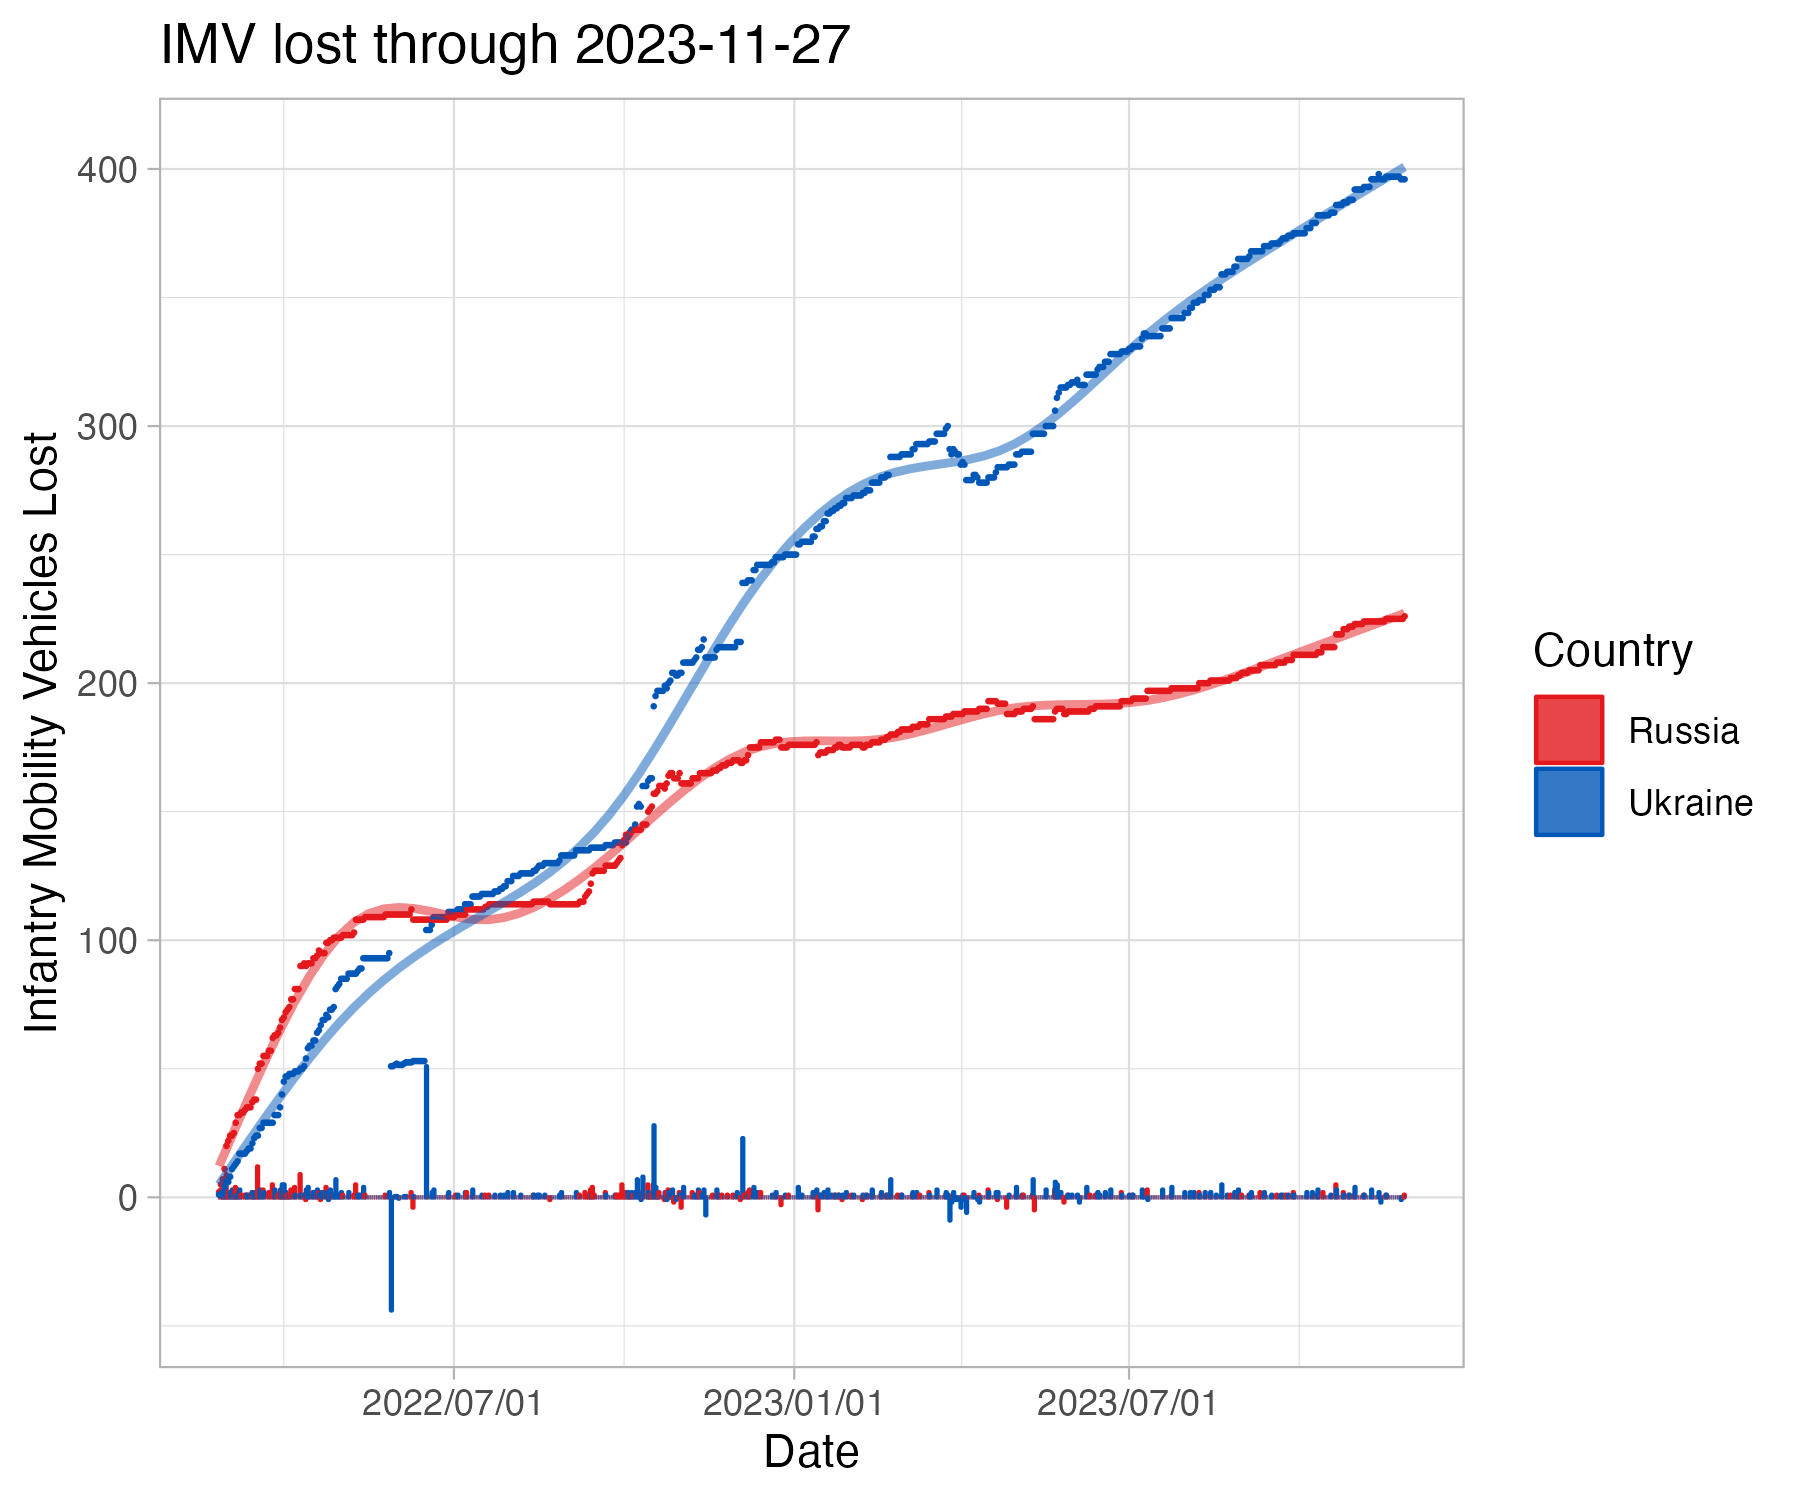 IMV lost through 2023-11-27
Infantry Mobility Vehicles Lost
400
300
200
100
0
2022/07/01
2023/01/01
2023/07/01
Date
Country
Russia
Ukraine